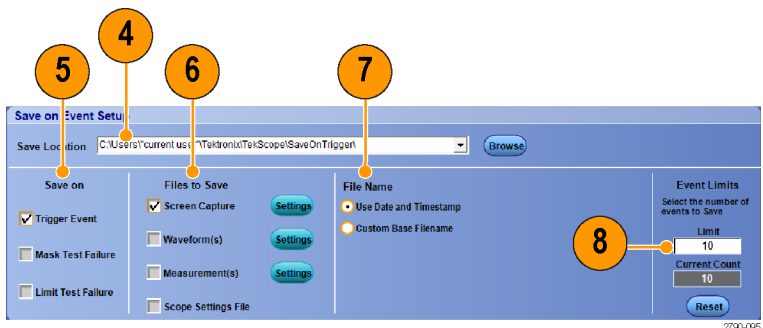 4
5
6
7
Save on Event Setup
Save Location
C:\Users\"current user"\Tektronix\TekScope\SaveOnTrigger\
Browse
Save on
Trigger Event
Mask Test Failure
Limit Test Failure
Files to Save
Screen Capture
Settings
Waveform(s)
Settings
Measurement(s)
Settings
Scope Settings File
File Name
Use Date and Timestamp
Custom Base Filename
8
Event Limits
Select the number of
events to Save
Limit
10
Current Count
10
Reset
2790-095